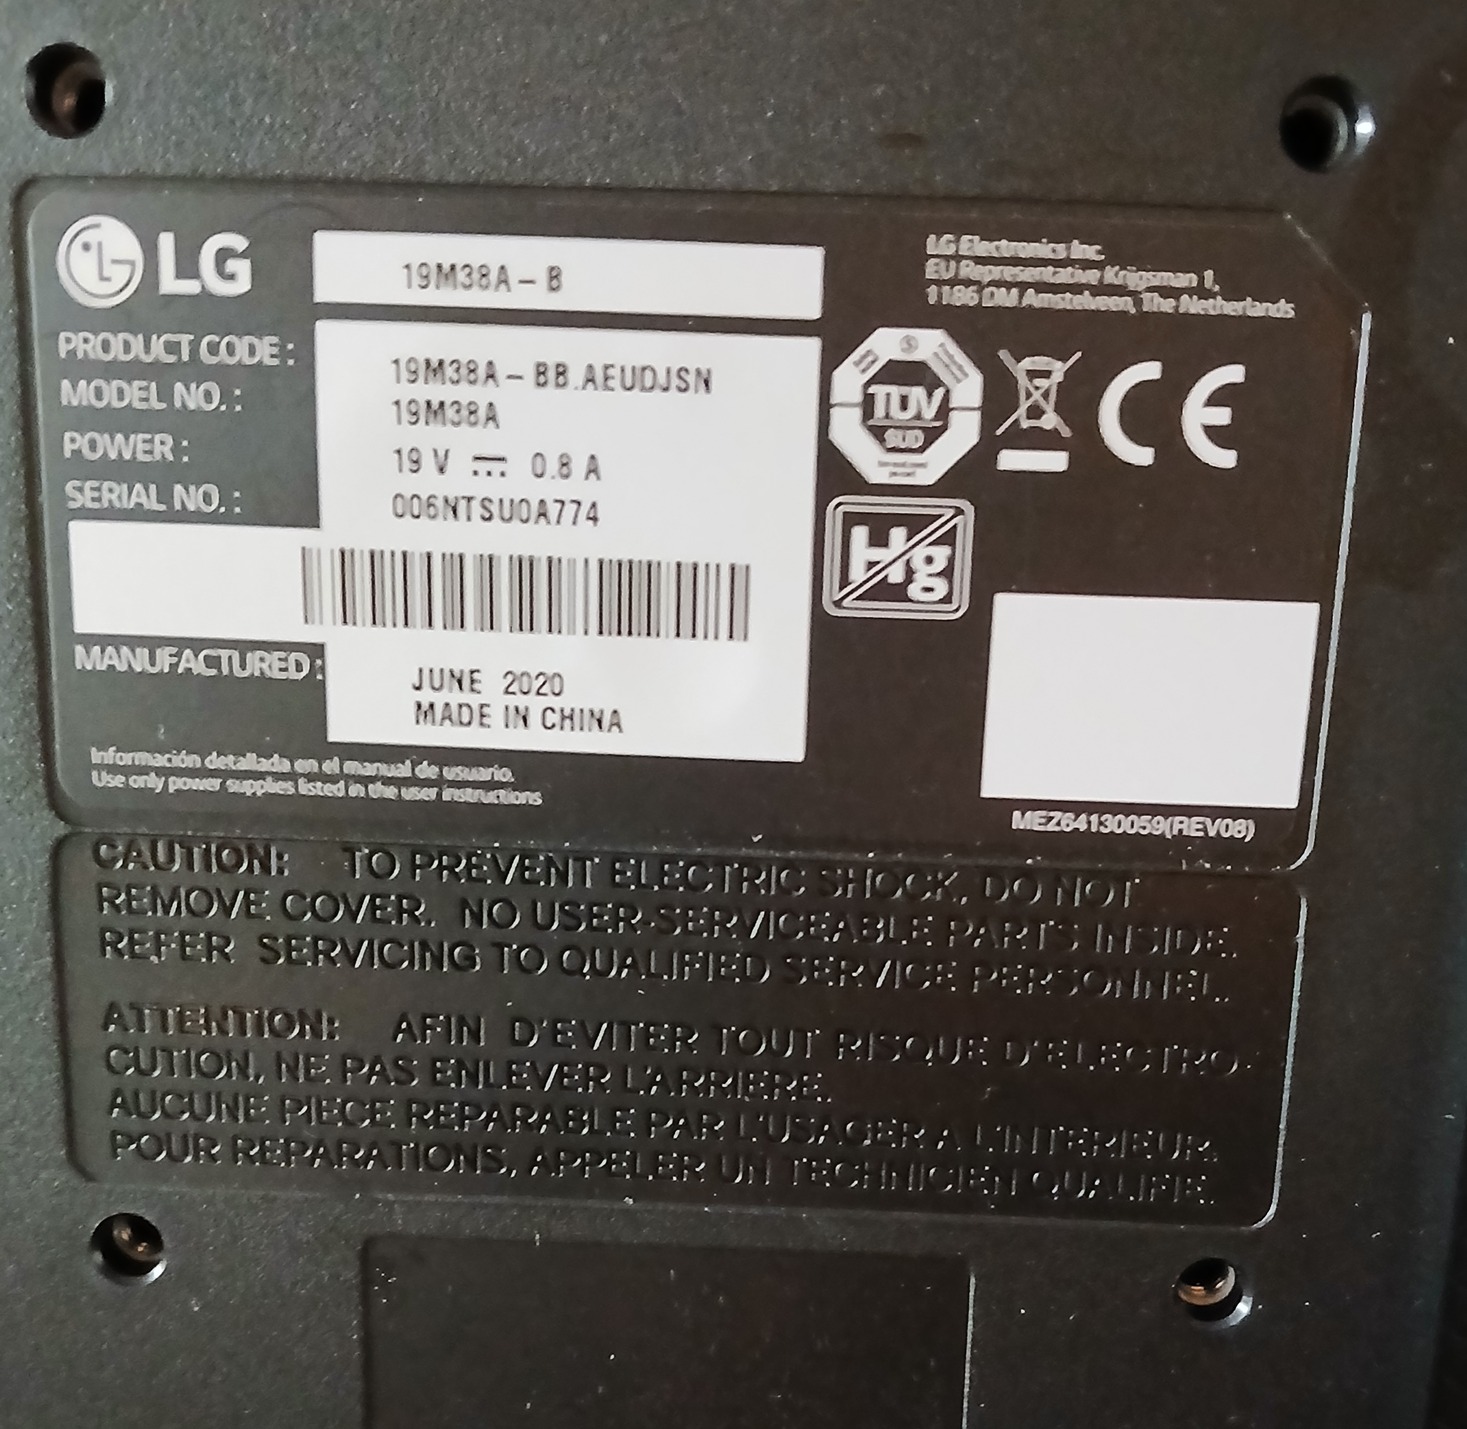 LG
19M38A-B
LG Electronics Inc.
EU Representative Krijgsman 1,
1186 DM Amstelveen, The Netherlands
PRODUCT CODE: 19M38A-BB.AEUDJSN
MODEL NO.: 19M38A
POWER: 19 V ⎓ 0.8 A
SERIAL NO.: 006NTSU0A774
TÜV
SÜD
CE
Hg
MANUFACTURED: JUNE 2020
MADE IN CHINA
Información detallada en el manual de usuario.
Use only power supplies listed in the user instructions
MEZ64130059(REV08)
CAUTION: TO PREVENT ELECTRIC SHOCK, DO NOT
REMOVE COVER. NO USER-SERVICEABLE PARTS INSIDE.
REFER SERVICING TO QUALIFIED SERVICE PERSONNEL.
ATTENTION: AFIN D'EVITER TOUT RISQUE D'ELECTRO-
CUTION, NE PAS ENLEVER L'ARRIERE.
AUCUNE PIECE REPARABLE PAR L'USAGER A L'INTERIEUR.
POUR REPARATIONS, APPELER UN TECHNICIEN QUALIFIE.